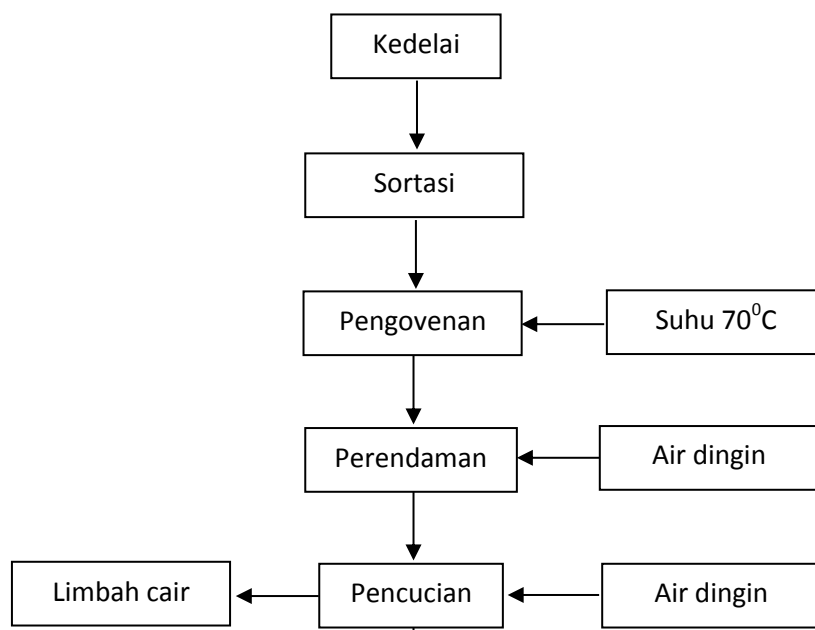 Kedelai
Sortasi
Pengovenan
Suhu 70⁰C
Perendaman
Air dingin
Limbah cair
Pencucian
Air dingin